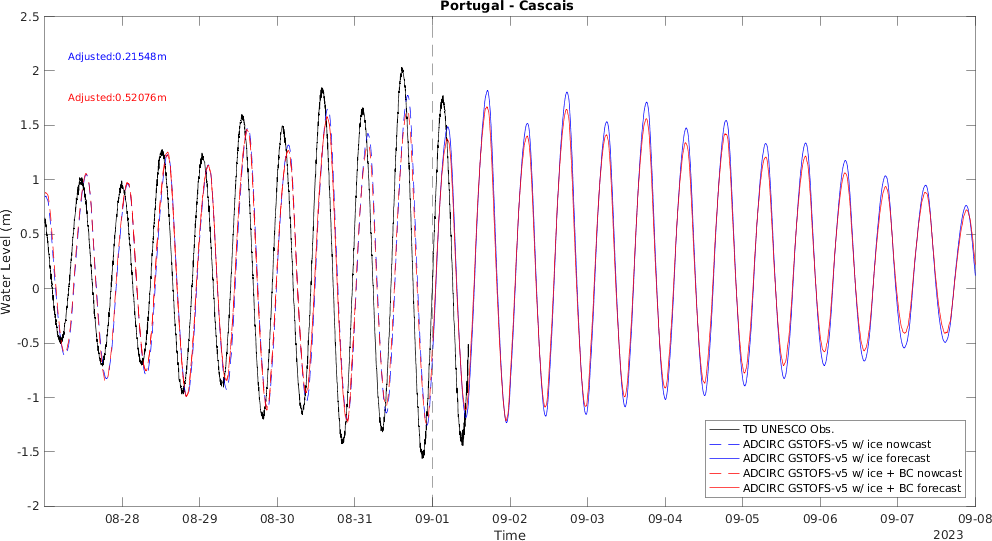 Portugal - Cascais
Adjusted:0.21548m
Adjusted:0.52076m
Water Level (m)
2.5
2
1.5
1
0.5
0
-0.5
-1
-1.5
-2
TD UNESCO Obs.
ADCIRC GSTOFS-v5 w/ ice nowcast
ADCIRC GSTOFS-v5 w/ ice forecast
ADCIRC GSTOFS-v5 w/ ice + BC nowcast
ADCIRC GSTOFS-v5 w/ ice + BC forecast
08-28 08-29 08-30 08-31 09-01 09-02 09-03 09-04 09-05 09-06 09-07 09-08
Time
2023